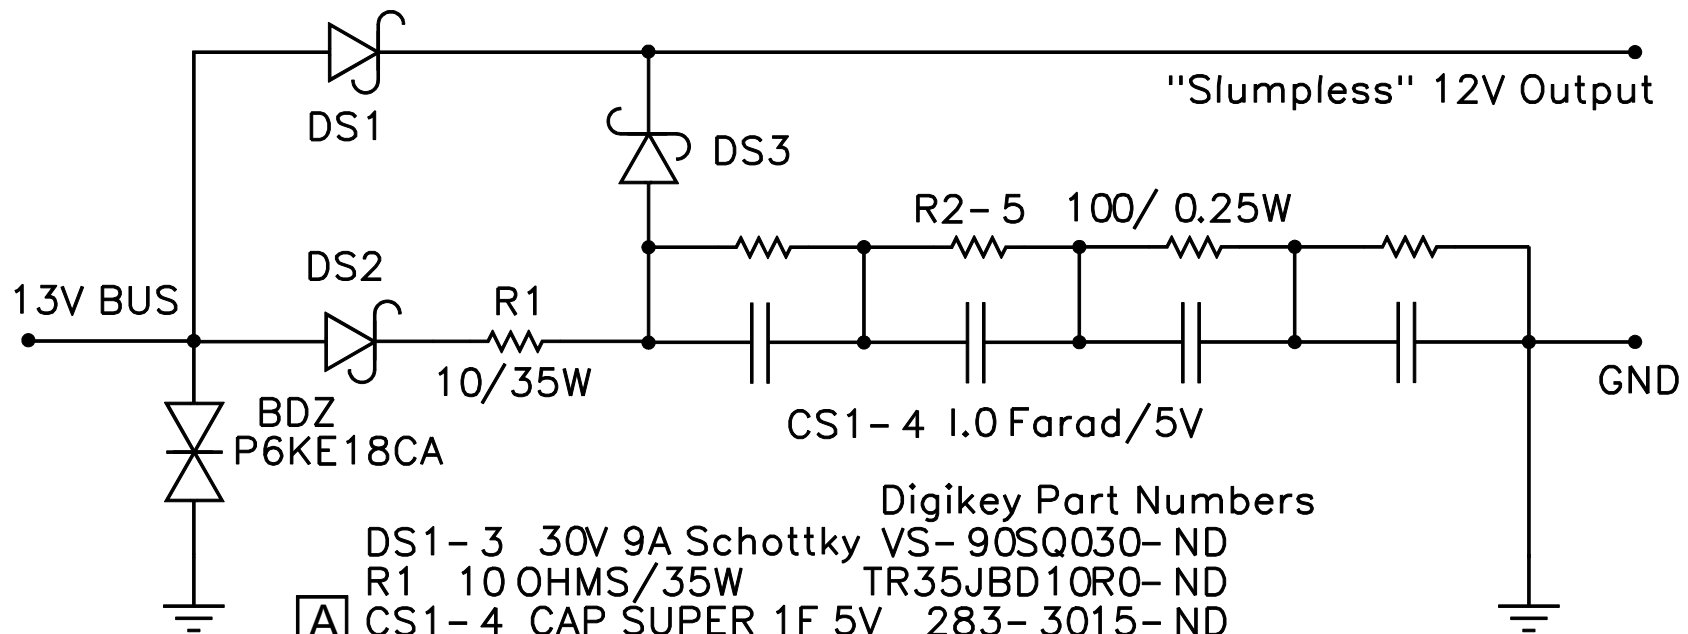 "Slumpless" 12V Output
DS1
DS3
R2-5 100/ 0.25W
DS2
13V BUS
R1
10/35W
GND
BDZ
P6KE18CA
CS1-4 1.0 Farad/5V
Digikey Part Numbers
DS1-3 30V 9A Schottky VS-90SQ030-ND
R1 10 OHMS/35W TR35JBD10R0-ND
A CS1-4 CAP SUPER 1F 5V 283-3015-ND